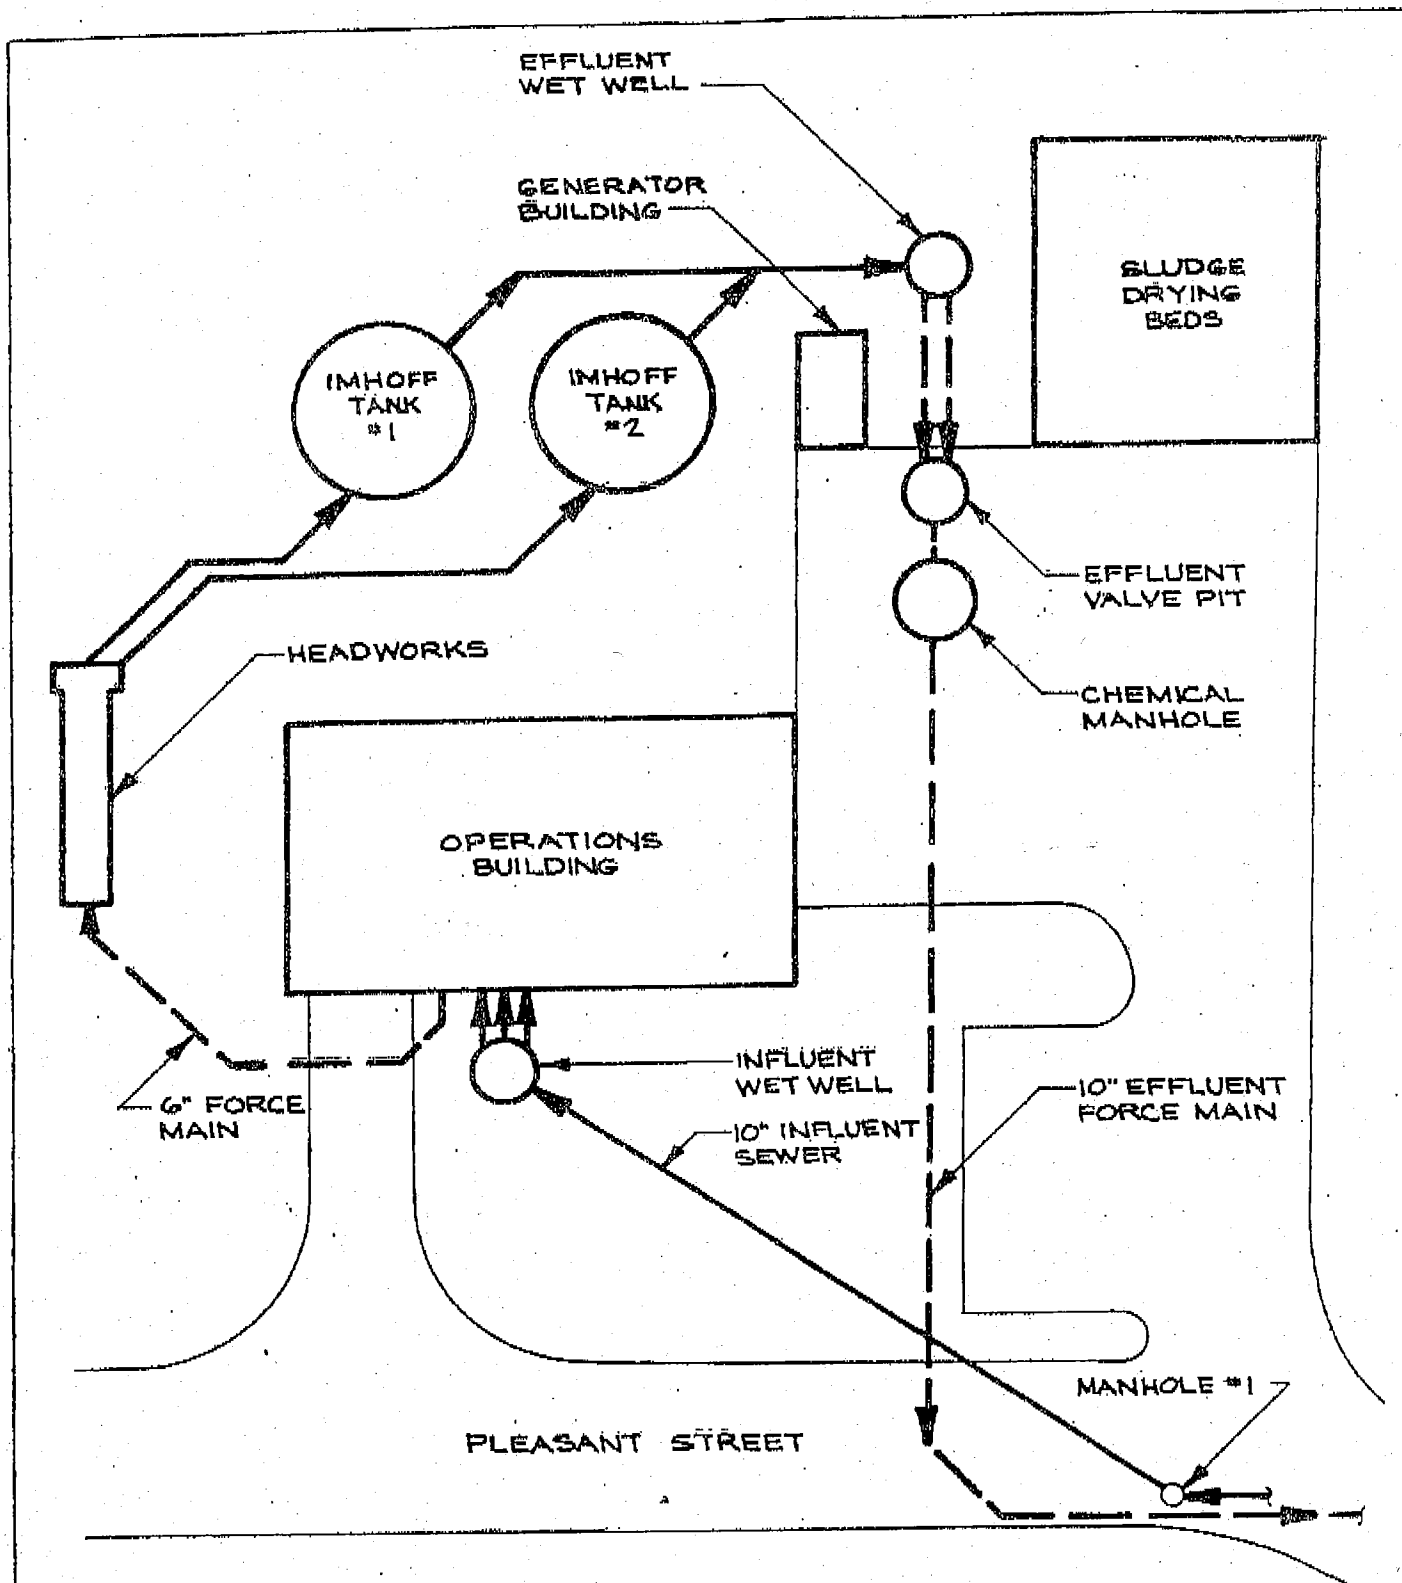 EFFLUENT
WET WELL
GENERATOR
BUILDING
SLUDGE
DRYING
BEDS
IMHOFF
TANK
#1
IMHOFF
TANK
#2
EFFLUENT
VALVE PIT
HEADWORKS
CHEMICAL
MANHOLE
OPERATIONS
BUILDING
INFLUENT
WET WELL
6" FORCE
MAIN
10" EFFLUENT
FORCE MAIN
10" INFLUENT
SEWER
MANHOLE #1
PLEASANT STREET